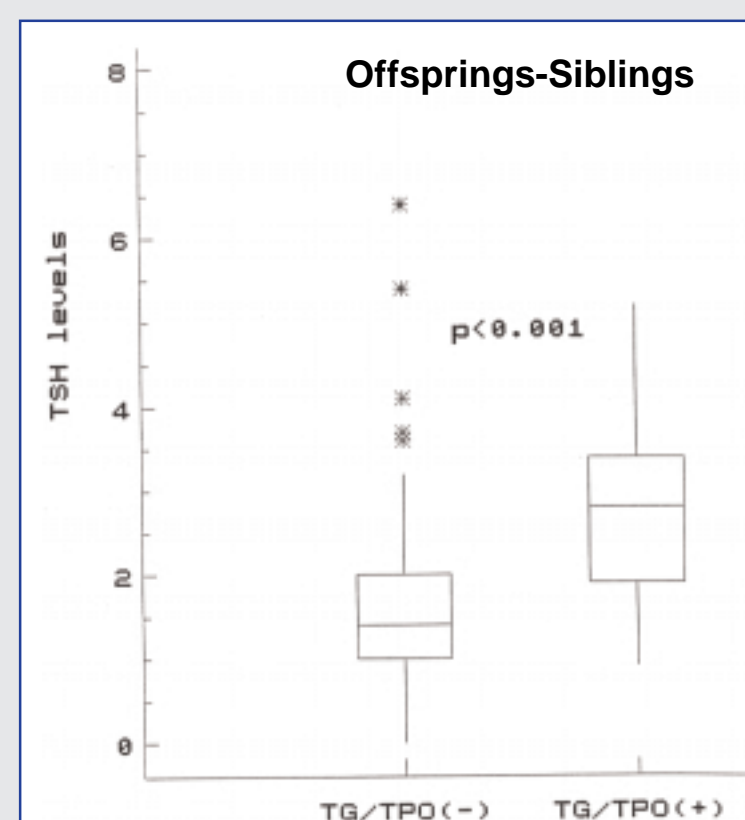 Offsprings-Siblings
8
6
4
2
0
TSH levels
p<0.001
TG/TPO(-)
TG/TPO(+)